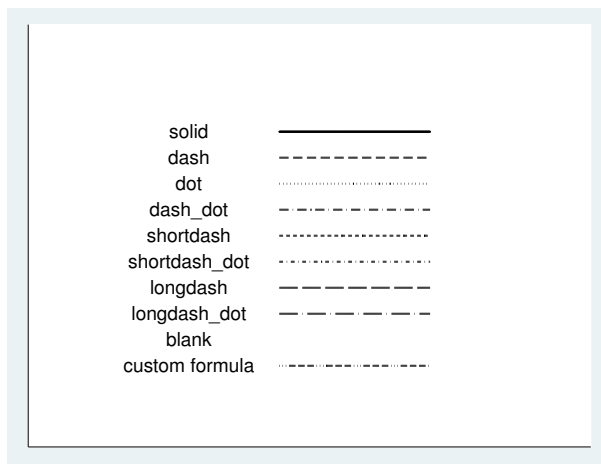 solid
dash
dot
dash_dot
shortdash
shortdash_dot
longdash
longdash_dot
blank
custom formula